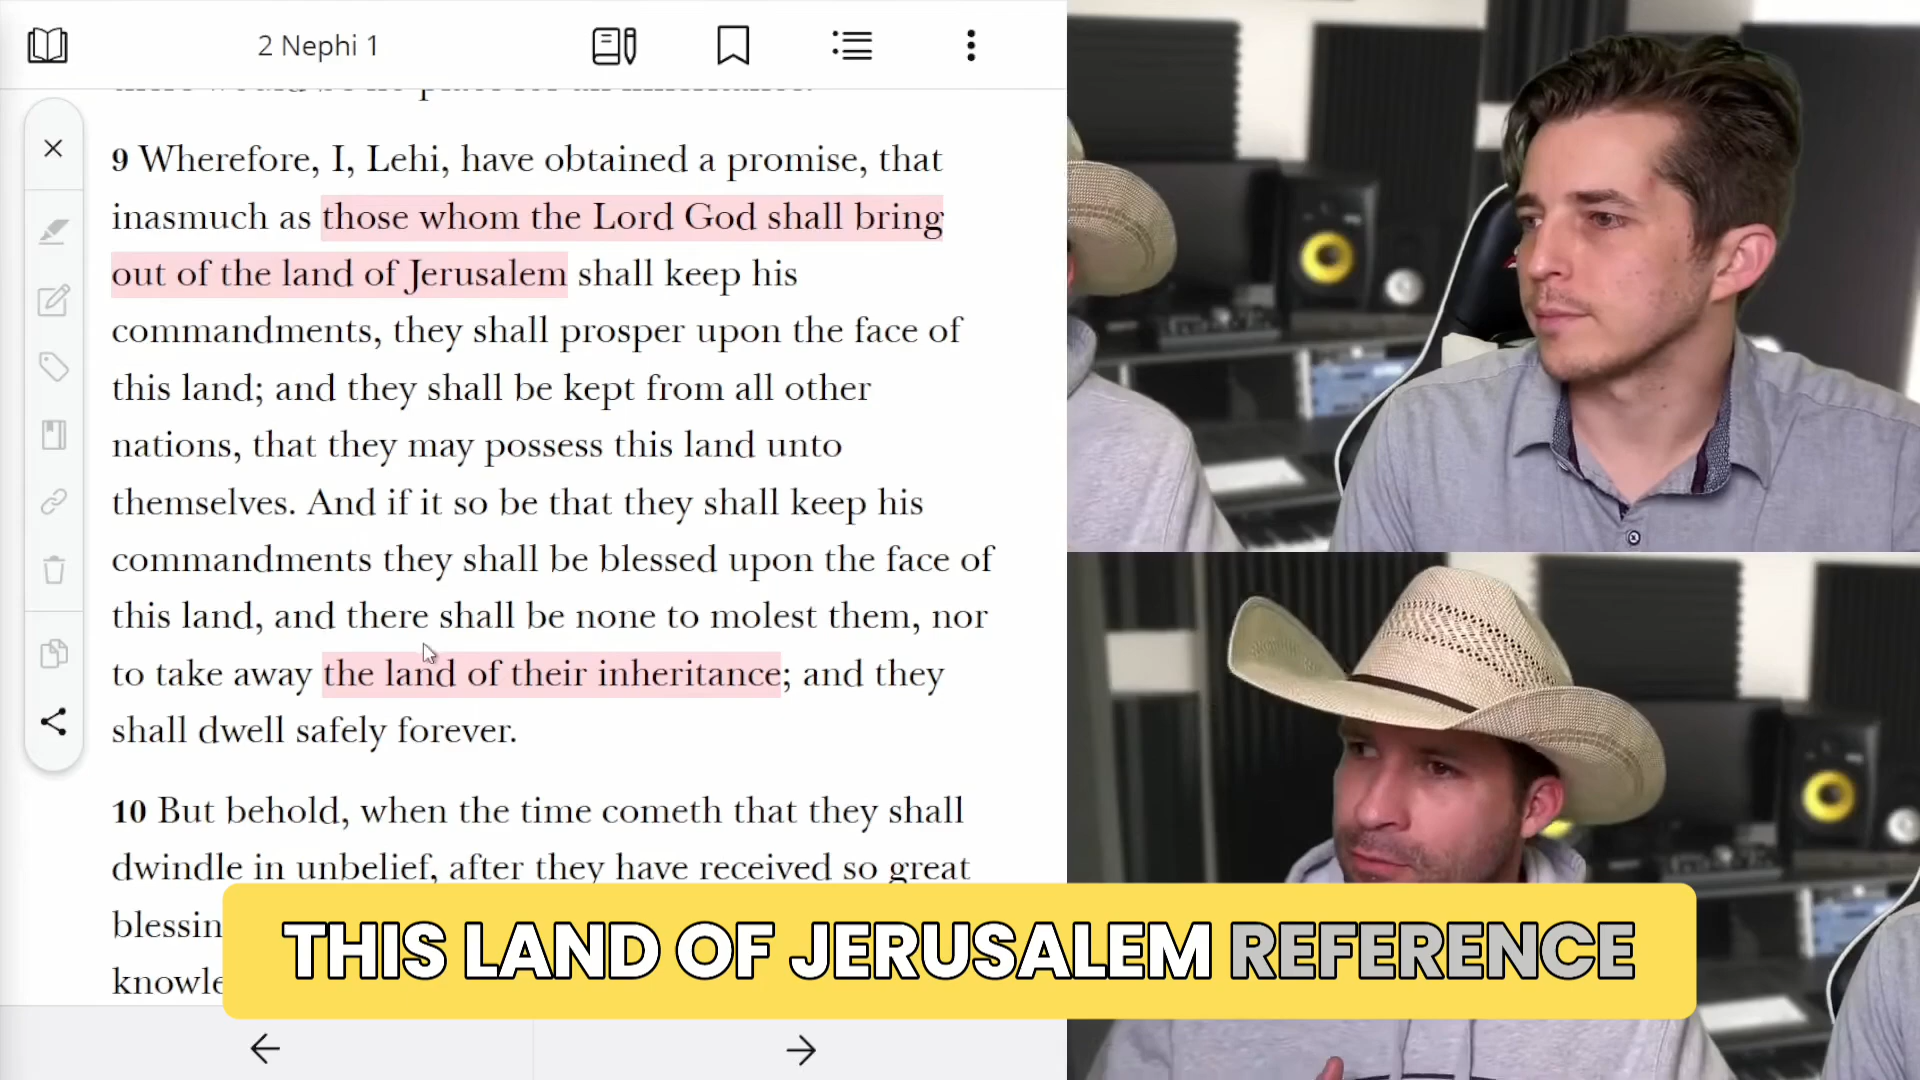 2 Nephi 1
9 Wherefore, I, Lehi, have obtained a promise, that
inasmuch as those whom the Lord God shall bring
out of the land of Jerusalem shall keep his
commandments, they shall prosper upon the face of
this land; and they shall be kept from all other
nations, that they may possess this land unto
themselves. And if it so be that they shall keep his
commandments they shall be blessed upon the face of
this land, and there shall be none to molest them, nor
to take away the land of their inheritance; and they
shall dwell safely forever.
10 But behold, when the time cometh that they shall
dwindle in unbelief, after they have received so great
blessin
knowle
THIS LAND OF JERUSALEM REFERENCE